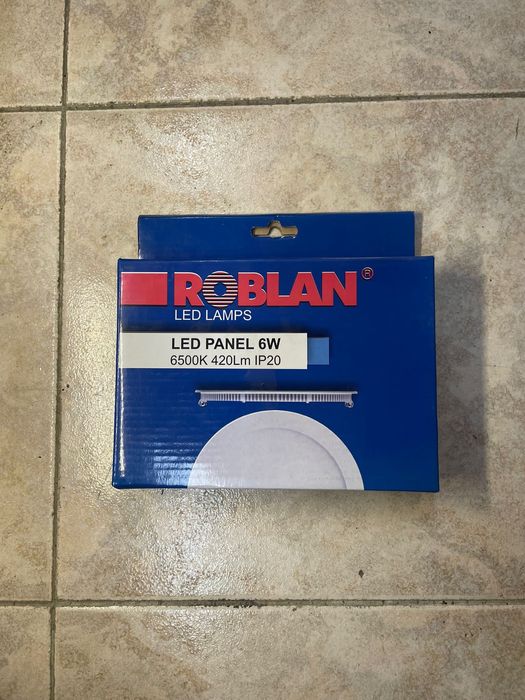 ROBLAN®
LED LAMPS
LED PANEL 6W
6500K 420Lm IP20